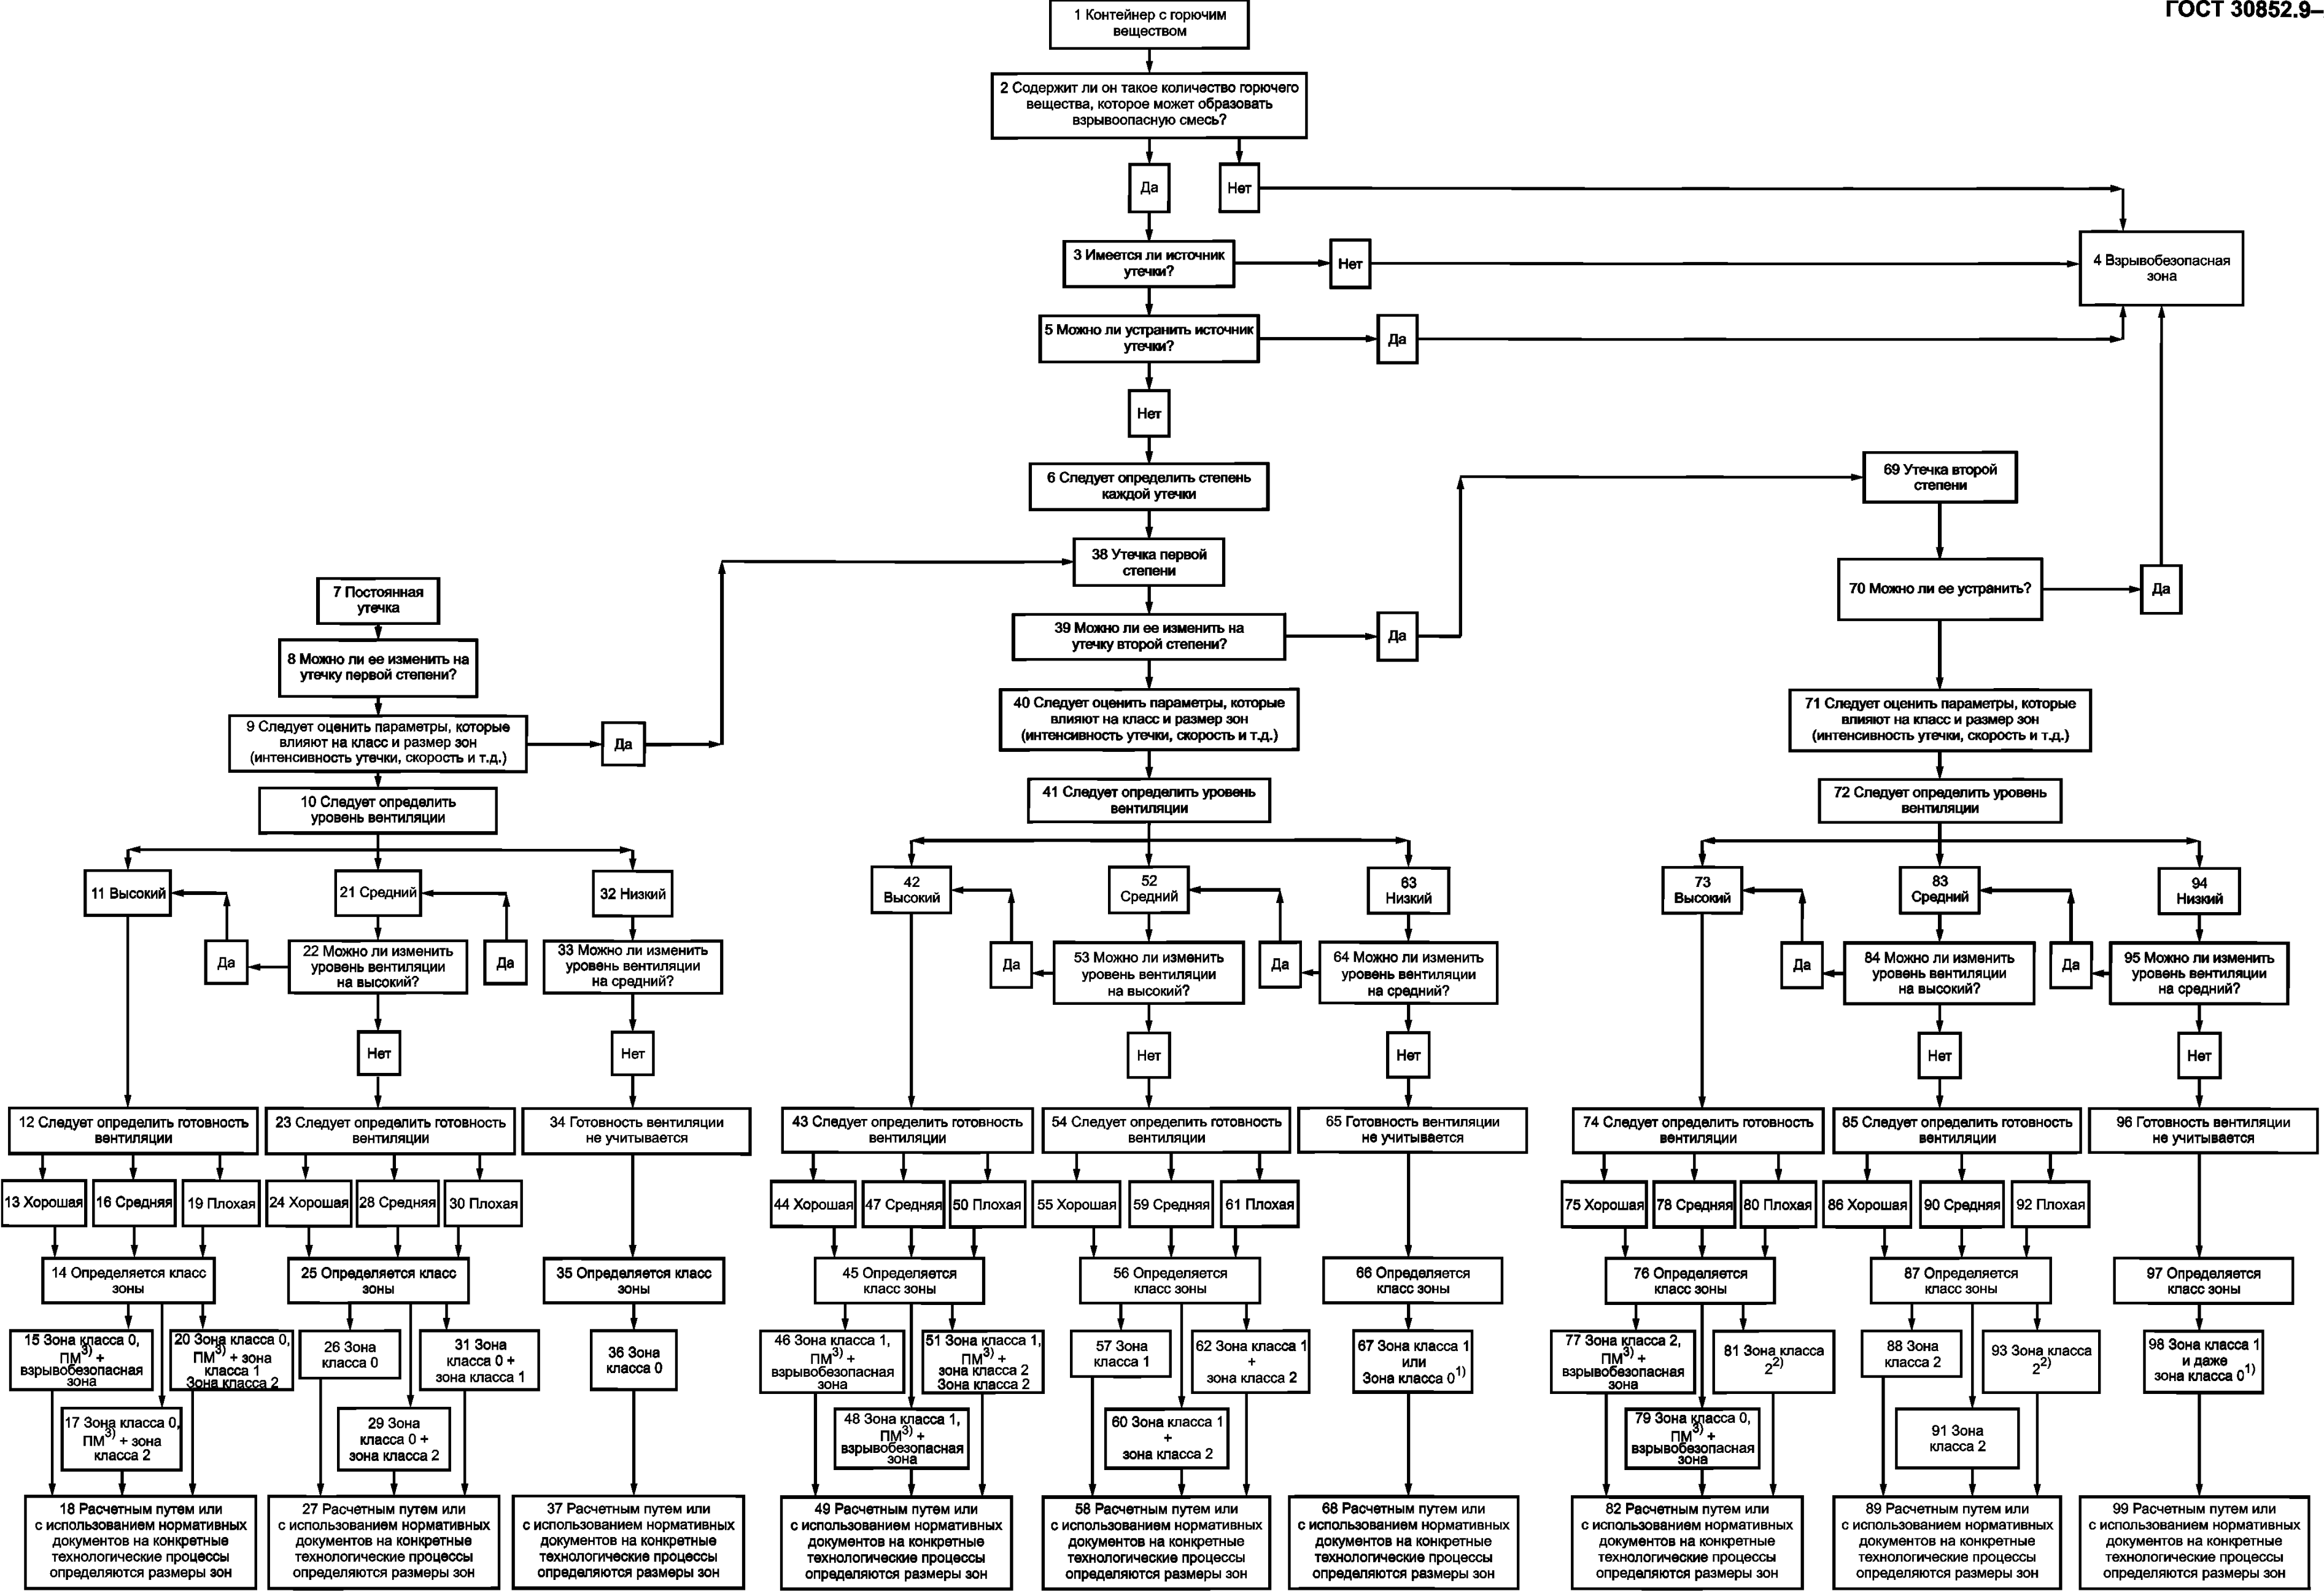 ГОСТ 30852.9–
1 Контейнер с горючим
веществом
2 Содержит ли он такое количество горючего
вещества, которое может образовать
взрывоопасную смесь?
Да
Нет
3 Имеется ли источник
утечки?
Нет
4 Взрывобезопасная
зона
5 Можно ли устранить источник
утечки?
Да
Нет
6 Следует определить степень
каждой утечки
69 Утечка второй
степени
38 Утечка первой
степени
7 Постоянная
утечка
70 Можно ли ее устранить?
Да
39 Можно ли ее изменить на
утечку второй степени?
Да
8 Можно ли ее изменить на
утечку первой степени?
9 Следует оценить параметры, которые
влияют на класс и размер зон
(интенсивность утечки, скорость и т.д.)
Да
40 Следует оценить параметры, которые
влияют на класс и размер зон
(интенсивность утечки, скорость и т.д.)
71 Следует оценить параметры, которые
влияют на класс и размер зон
(интенсивность утечки, скорость и т.д.)
10 Следует определить
уровень вентиляции
41 Следует определить уровень
вентиляции
72 Следует определить уровень
вентиляции
11 Высокий
21 Средний
32 Низкий
42
Высокий
52
Средний
63
Низкий
73
Высокий
83
Средний
94
Низкий
Да
22 Можно ли изменить
уровень вентиляции
на высокий?
Да
33 Можно ли изменить
уровень вентиляции
на средний?
Да
53 Можно ли изменить
уровень вентиляции
на высокий?
Да
64 Можно ли изменить
уровень вентиляции
на средний?
Да
84 Можно ли изменить
уровень вентиляции
на высокий?
Да
95 Можно ли изменить
уровень вентиляции
на средний?
Нет
Нет
Нет
Нет
Нет
Нет
12 Следует определить готовность
вентиляции
23 Следует определить готовность
вентиляции
34 Готовность вентиляции
не учитывается
43 Следует определить готовность
вентиляции
54 Следует определить готовность
вентиляции
65 Готовность вентиляции
не учитывается
74 Следует определить готовность
вентиляции
85 Следует определить готовность
вентиляции
96 Готовность вентиляции
не учитывается
13 Хорошая
16 Средняя
19 Плохая
24 Хорошая
28 Средняя
30 Плохая
44 Хорошая
47 Средняя
50 Плохая
55 Хорошая
59 Средняя
61 Плохая
75 Хорошая
78 Средняя
80 Плохая
86 Хорошая
90 Средняя
92 Плохая
14 Определяется класс
зоны
25 Определяется класс
зоны
35 Определяется класс
зоны
45 Определяется
класс зоны
56 Определяется
класс зоны
66 Определяется
класс зоны
76 Определяется
класс зоны
87 Определяется
класс зоны
97 Определяется
класс зоны
15 Зона класса 0,
ПМ3) +
взрывобезопасная
зона
20 Зона класса 0,
ПМ3) + зона
класса 1
Зона класса 2
26 Зона
класса 0
31 Зона
класса 0 +
зона класса 1
36 Зона
класса 0
46 Зона класса 1,
ПМ3) +
взрывобезопасная
зона
51 Зона класса 1,
ПМ3) +
зона класса 2
Зона класса 2
57 Зона
класса 1
62 Зона класса 1
+
зона класса 2
67 Зона класса 1
или
Зона класса 01)
77 Зона класса 2,
ПМ3) +
взрывобезопасная
зона
81 Зона класса
22)
88 Зона
класса 2
93 Зона класса
22)
98 Зона класса 1
и даже
зона класса 01)
17 Зона класса 0,
ПМ3) + зона
класса 2
29 Зона
класса 0 +
зона класса 2
48 Зона класса 1,
ПМ3) +
взрывобезопасная
зона
60 Зона класса 1
+
зона класса 2
79 Зона класса 0,
ПМ3) +
взрывобезопасная
зона
91 Зона
класса 2
18 Расчетным путем или
с использованием нормативных
документов на конкретные
технологические процессы
определяются размеры зон
27 Расчетным путем или
с использованием нормативных
документов на конкретные
технологические процессы
определяются размеры зон
37 Расчетным путем или
с использованием нормативных
документов на конкретные
технологические процессы
определяются размеры зон
49 Расчетным путем или
с использованием нормативных
документов на конкретные
технологические процессы
определяются размеры зон
58 Расчетным путем или
с использованием нормативных
документов на конкретные
технологические процессы
определяются размеры зон
68 Расчетным путем или
с использованием нормативных
документов на конкретные
технологические процессы
определяются размеры зон
82 Расчетным путем или
с использованием нормативных
документов на конкретные
технологические процессы
определяются размеры зон
89 Расчетным путем или
с использованием нормативных
документов на конкретные
технологические процессы
определяются размеры зон
99 Расчетным путем или
с использованием нормативных
документов на конкретные
технологические процессы
определяются размеры зон